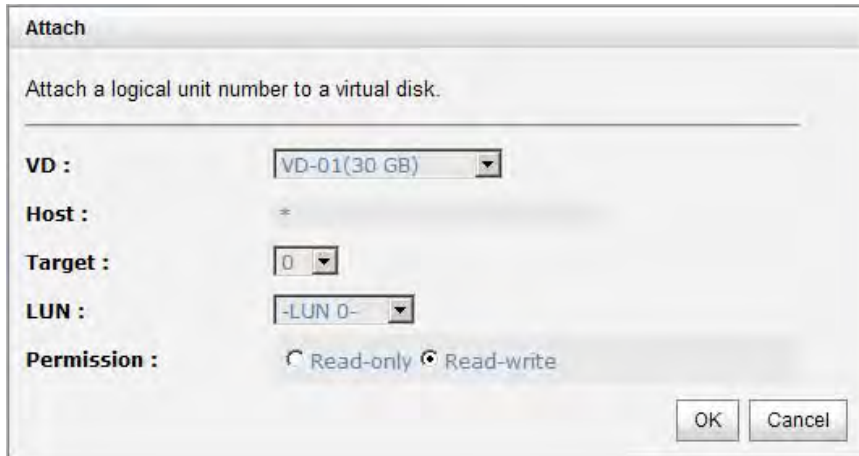 Attach
Attach a logical unit number to a virtual disk.
VD : VD-01(30 GB)
Host : *
Target : 0
LUN : -LUN 0-
Permission : Read-only Read-write
OK Cancel